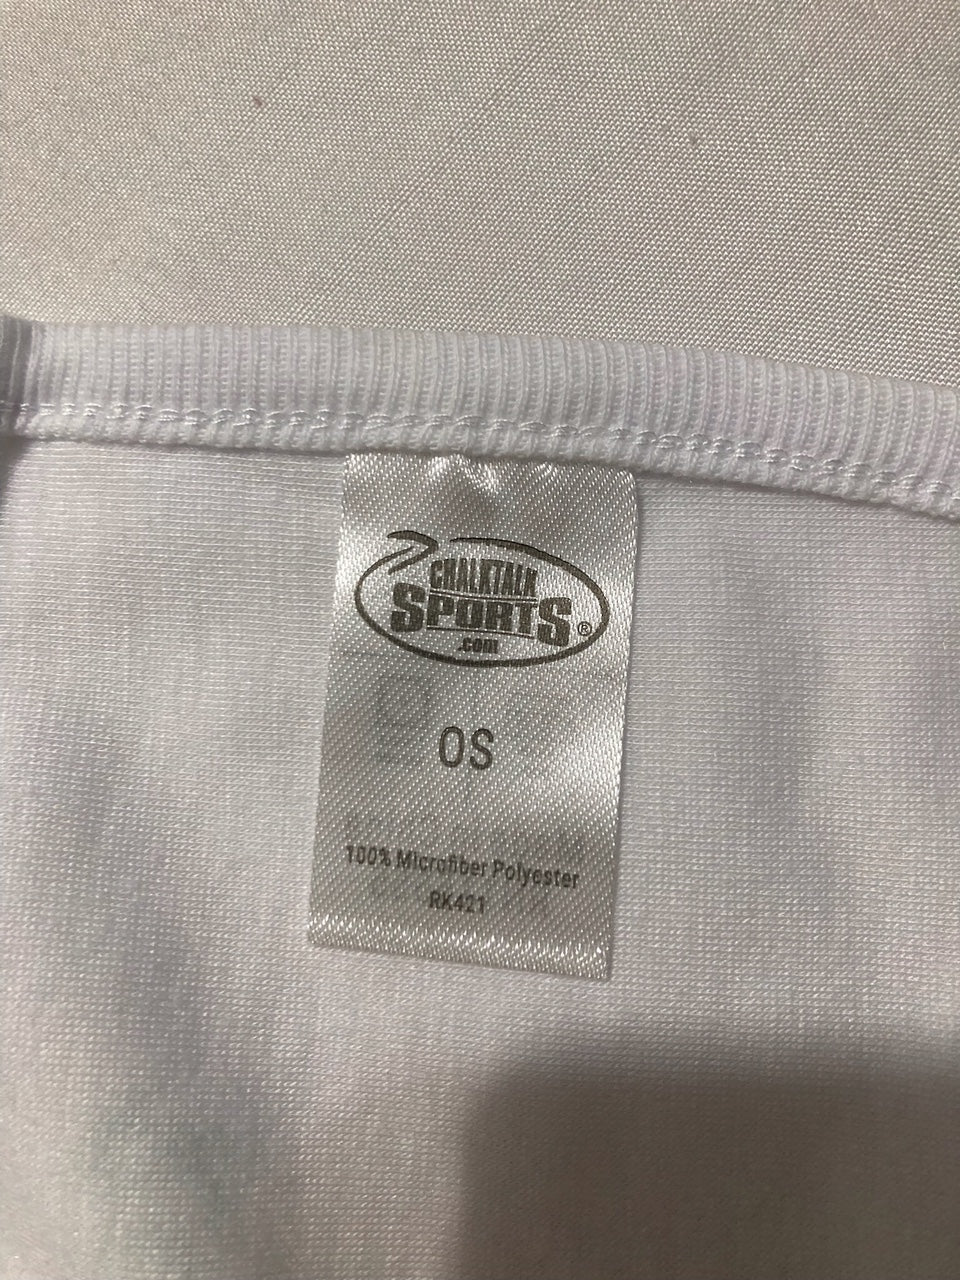 CHALKTALK
SPORTS®
.com
OS
100% Microfiber Polyester
RK421